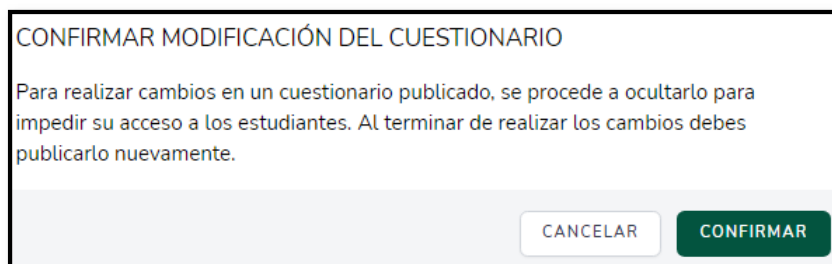 CONFIRMAR MODIFICACIÓN DEL CUESTIONARIO
Para realizar cambios en un cuestionario publicado, se procede a ocultarlo para
impedir su acceso a los estudiantes. Al terminar de realizar los cambios debes
publicarlo nuevamente.
CANCELAR CONFIRMAR